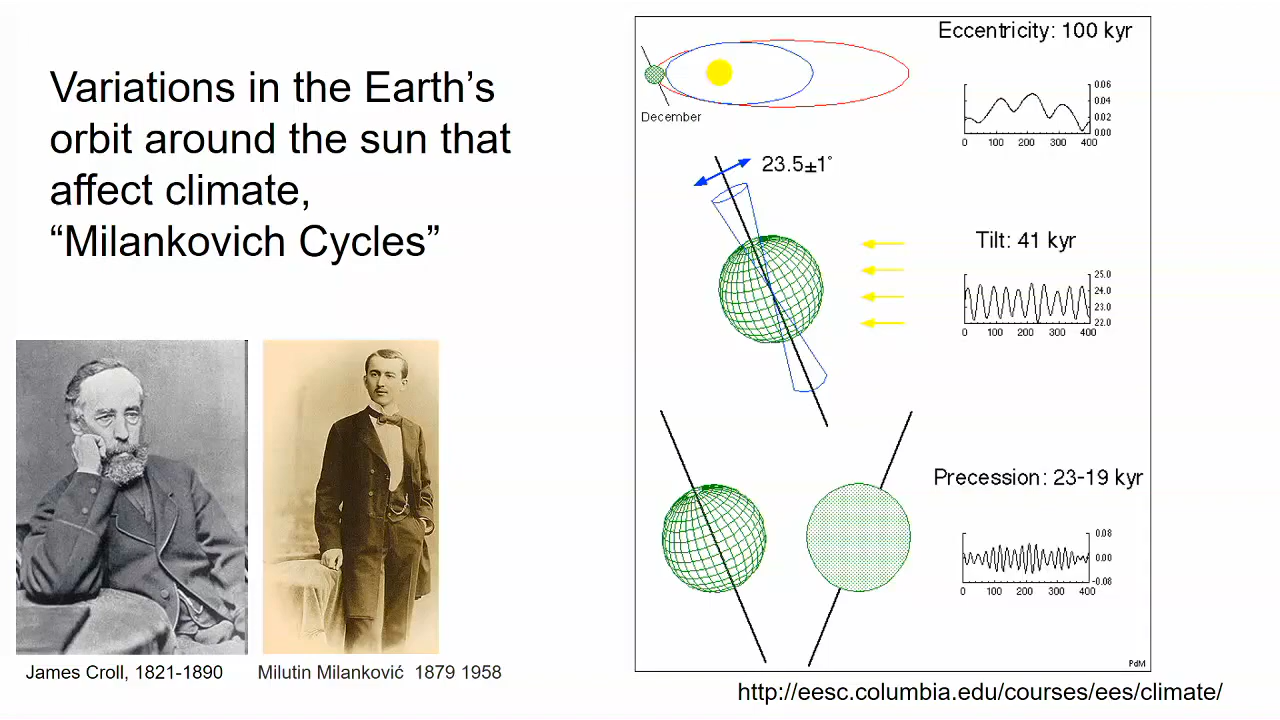 Variations in the Earth’s
orbit around the sun that
affect climate,
“Milankovich Cycles”
James Croll, 1821-1890
Milutin Milanković 1879 1958
Eccentricity: 100 kyr
December
0.06
0.04
0.02
0.00
0 100 200 300 400
23.5±1°
Tilt: 41 kyr
25.0
24.0
23.0
22.0
0 100 200 300 400
Precession: 23-19 kyr
0.08
0.00
-0.08
0 100 200 300 400
PdM
http://eesc.columbia.edu/courses/ees/climate/